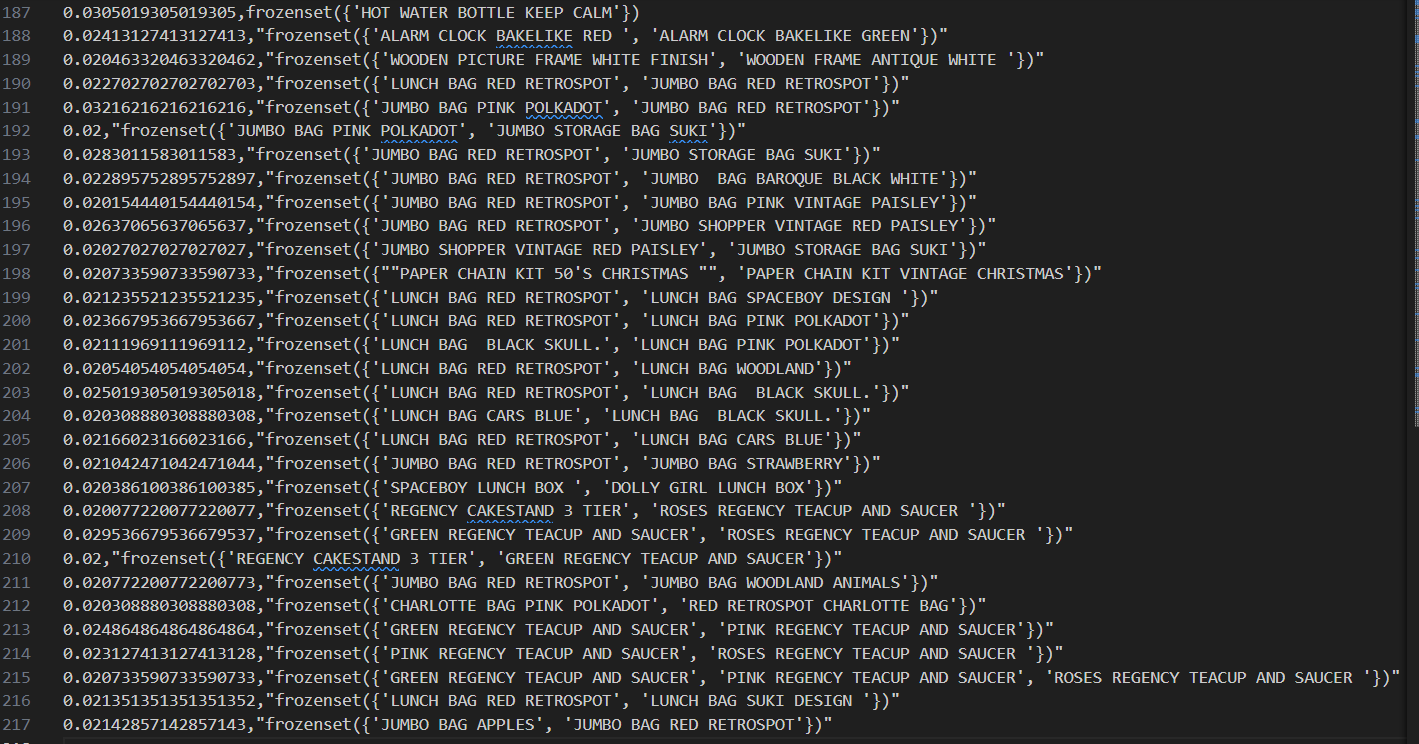 187 0.0305019305019305,frozenset({'HOT WATER BOTTLE KEEP CALM'})
188 0.02413127413127413,"frozenset({'ALARM CLOCK BAKELIKE RED ', 'ALARM CLOCK BAKELIKE GREEN'})"
189 0.020463320463320462,"frozenset({'WOODEN PICTURE FRAME WHITE FINISH', 'WOODEN FRAME ANTIQUE WHITE '})"
190 0.022702702702702703,"frozenset({'LUNCH BAG RED RETROSPOT', 'JUMBO BAG RED RETROSPOT'})"
191 0.03216216216216216,"frozenset({'JUMBO BAG PINK POLKADOT', 'JUMBO BAG RED RETROSPOT'})"
192 0.02,"frozenset({'JUMBO BAG PINK POLKADOT', 'JUMBO STORAGE BAG SUKI'})"
193 0.0283011583011583,"frozenset({'JUMBO BAG RED RETROSPOT', 'JUMBO STORAGE BAG SUKI'})"
194 0.022895752895752897,"frozenset({'JUMBO BAG RED RETROSPOT', 'JUMBO  BAG BAROQUE BLACK WHITE'})"
195 0.020154440154440154,"frozenset({'JUMBO BAG RED RETROSPOT', 'JUMBO BAG PINK VINTAGE PAISLEY'})"
196 0.02637065637065637,"frozenset({'JUMBO BAG RED RETROSPOT', 'JUMBO SHOPPER VINTAGE RED PAISLEY'})"
197 0.02027027027027027,"frozenset({'JUMBO SHOPPER VINTAGE RED PAISLEY', 'JUMBO STORAGE BAG SUKI'})"
198 0.020733590733590733,"frozenset({""PAPER CHAIN KIT 50'S CHRISTMAS "", 'PAPER CHAIN KIT VINTAGE CHRISTMAS'})"
199 0.021235521235521235,"frozenset({'LUNCH BAG RED RETROSPOT', 'LUNCH BAG SPACEBOY DESIGN '})"
200 0.023667953667953667,"frozenset({'LUNCH BAG RED RETROSPOT', 'LUNCH BAG PINK POLKADOT'})"
201 0.02111969111969112,"frozenset({'LUNCH BAG  BLACK SKULL.', 'LUNCH BAG PINK POLKADOT'})"
202 0.02054054054054054,"frozenset({'LUNCH BAG RED RETROSPOT', 'LUNCH BAG WOODLAND'})"
203 0.025019305019305018,"frozenset({'LUNCH BAG RED RETROSPOT', 'LUNCH BAG  BLACK SKULL.'})"
204 0.020308880308880308,"frozenset({'LUNCH BAG CARS BLUE', 'LUNCH BAG  BLACK SKULL.'})"
205 0.02166023166023166,"frozenset({'LUNCH BAG RED RETROSPOT', 'LUNCH BAG CARS BLUE'})"
206 0.021042471042471044,"frozenset({'JUMBO BAG RED RETROSPOT', 'JUMBO BAG STRAWBERRY'})"
207 0.020386100386100385,"frozenset({'SPACEBOY LUNCH BOX ', 'DOLLY GIRL LUNCH BOX'})"
208 0.020077220077220077,"frozenset({'REGENCY CAKESTAND 3 TIER', 'ROSES REGENCY TEACUP AND SAUCER '})"
209 0.029536679536679537,"frozenset({'GREEN REGENCY TEACUP AND SAUCER', 'ROSES REGENCY TEACUP AND SAUCER '})"
210 0.02,"frozenset({'REGENCY CAKESTAND 3 TIER', 'GREEN REGENCY TEACUP AND SAUCER'})"
211 0.020772200772200773,"frozenset({'JUMBO BAG RED RETROSPOT', 'JUMBO BAG WOODLAND ANIMALS'})"
212 0.020308880308880308,"frozenset({'CHARLOTTE BAG PINK POLKADOT', 'RED RETROSPOT CHARLOTTE BAG'})"
213 0.024864864864864864,"frozenset({'GREEN REGENCY TEACUP AND SAUCER', 'PINK REGENCY TEACUP AND SAUCER'})"
214 0.023127413127413128,"frozenset({'PINK REGENCY TEACUP AND SAUCER', 'ROSES REGENCY TEACUP AND SAUCER '})"
215 0.020733590733590733,"frozenset({'GREEN REGENCY TEACUP AND SAUCER', 'PINK REGENCY TEACUP AND SAUCER', 'ROSES REGENCY TEACUP AND SAUCER '})"
216 0.021351351351351352,"frozenset({'LUNCH BAG RED RETROSPOT', 'LUNCH BAG SUKI DESIGN '})"
217 0.02142857142857143,"frozenset({'JUMBO BAG APPLES', 'JUMBO BAG RED RETROSPOT'})"